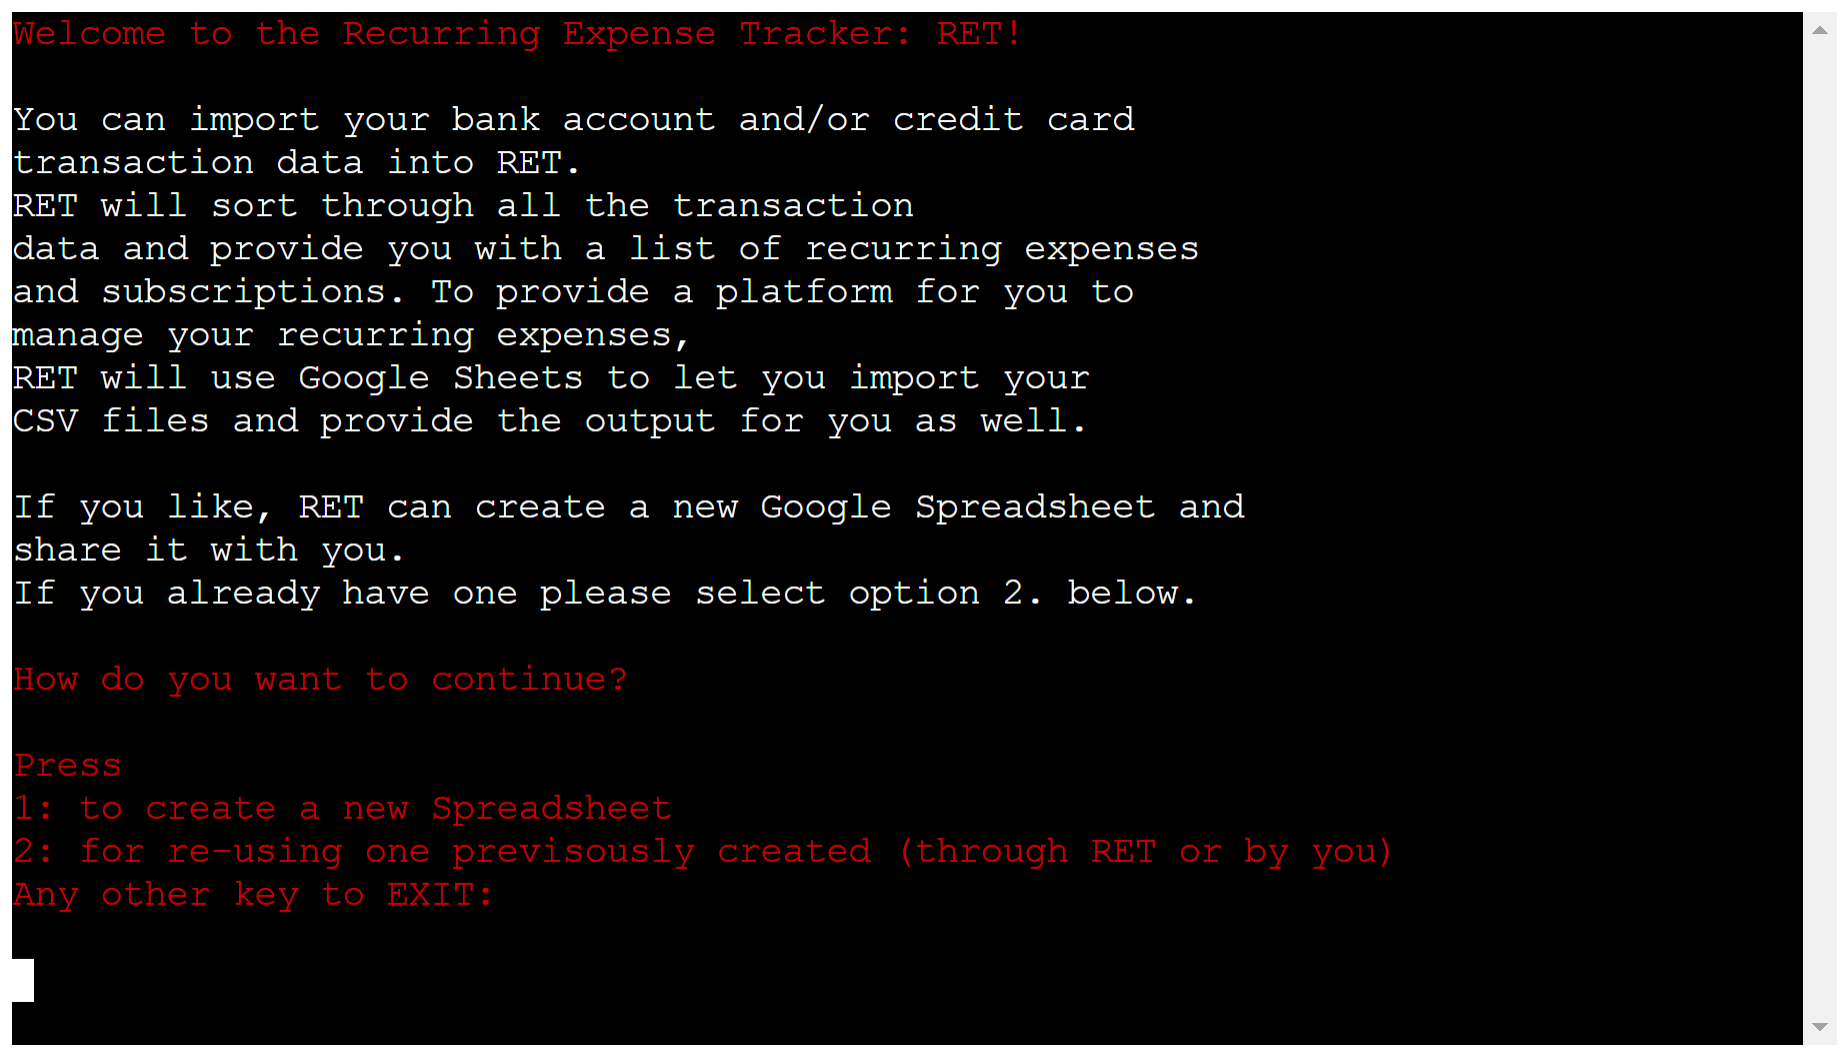 Welcome to the Recurring Expense Tracker: RET!
You can import your bank account and/or credit card
transaction data into RET.
RET will sort through all the transaction
data and provide you with a list of recurring expenses
and subscriptions. To provide a platform for you to
manage your recurring expenses,
RET will use Google Sheets to let you import your
CSV files and provide the output for you as well.
If you like, RET can create a new Google Spreadsheet and
share it with you.
If you already have one please select option 2. below.
How do you want to continue?
Press
1: to create a new Spreadsheet
2: for re-using one previsously created (through RET or by you)
Any other key to EXIT: